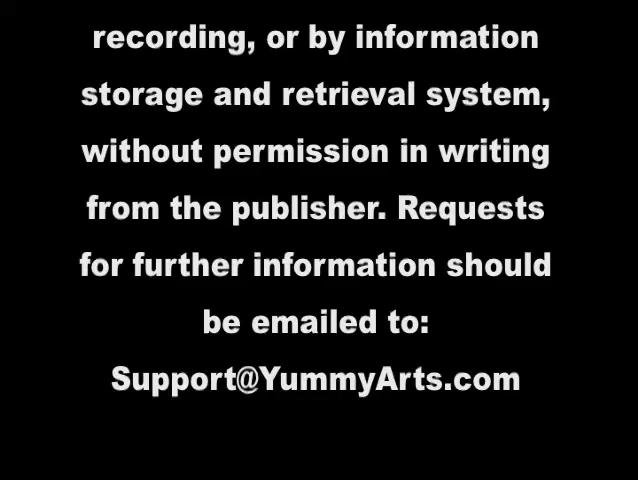 recording, or by information
storage and retrieval system,
without permission in writing
from the publisher. Requests
for further information should
be emailed to:
Support@YummyArts.com